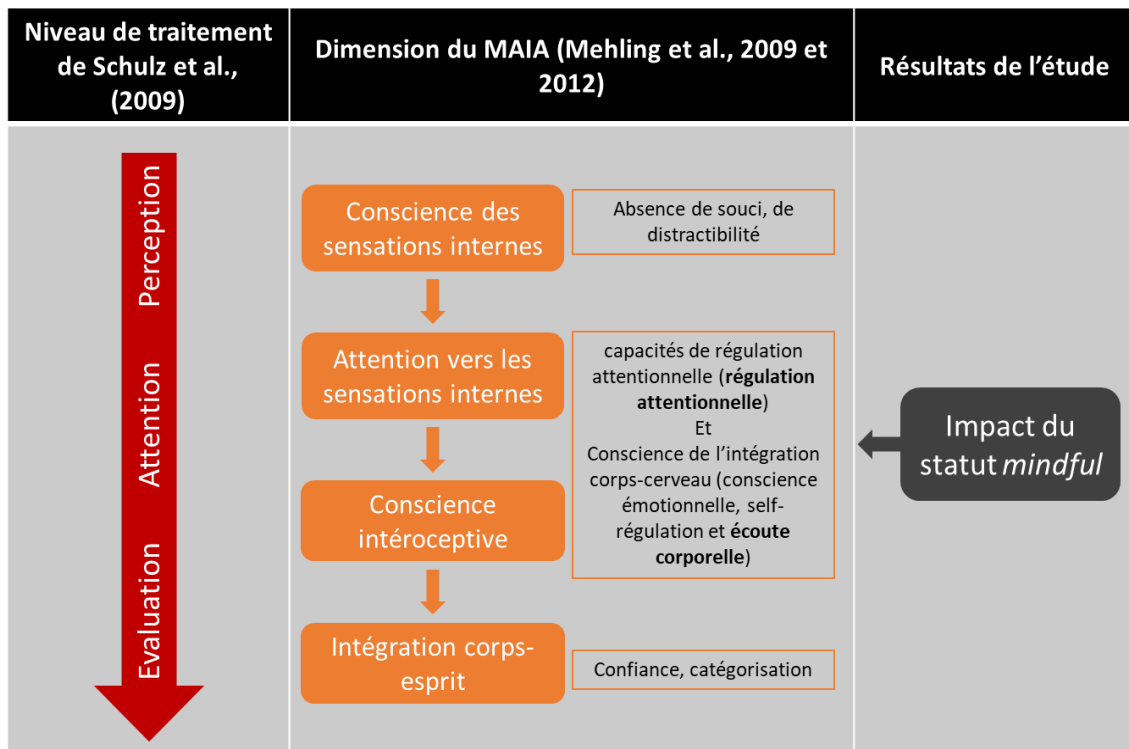 Niveau de traitement
de Schulz et al.,
(2009)
Dimension du MAIA (Mehling et al., 2009 et
2012)
Résultats de l'étude
Perception
Attention
Evaluation
Conscience des
sensations internes
Absence de souci, de
distractibilité
Attention vers les
sensations internes
capacités de régulation
attentionnelle (régulation
attentionnelle)
Et
Conscience de l'intégration
corps-cerveau (conscience
émotionnelle, self-
régulation et écoute
corporelle)
Conscience
intéroceptive
Intégration corps-
esprit
Confiance, catégorisation
Impact du
statut mindful